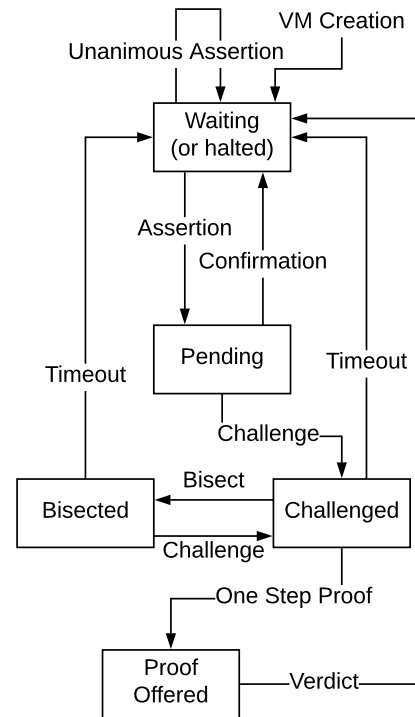 VM Creation
Unanimous Assertion
Waiting
(or halted)
Assertion
Confirmation
Pending
Timeout
Timeout
Challenge
Bisect
Bisected
Challenged
Challenge
One Step Proof
Proof
Offered
Verdict